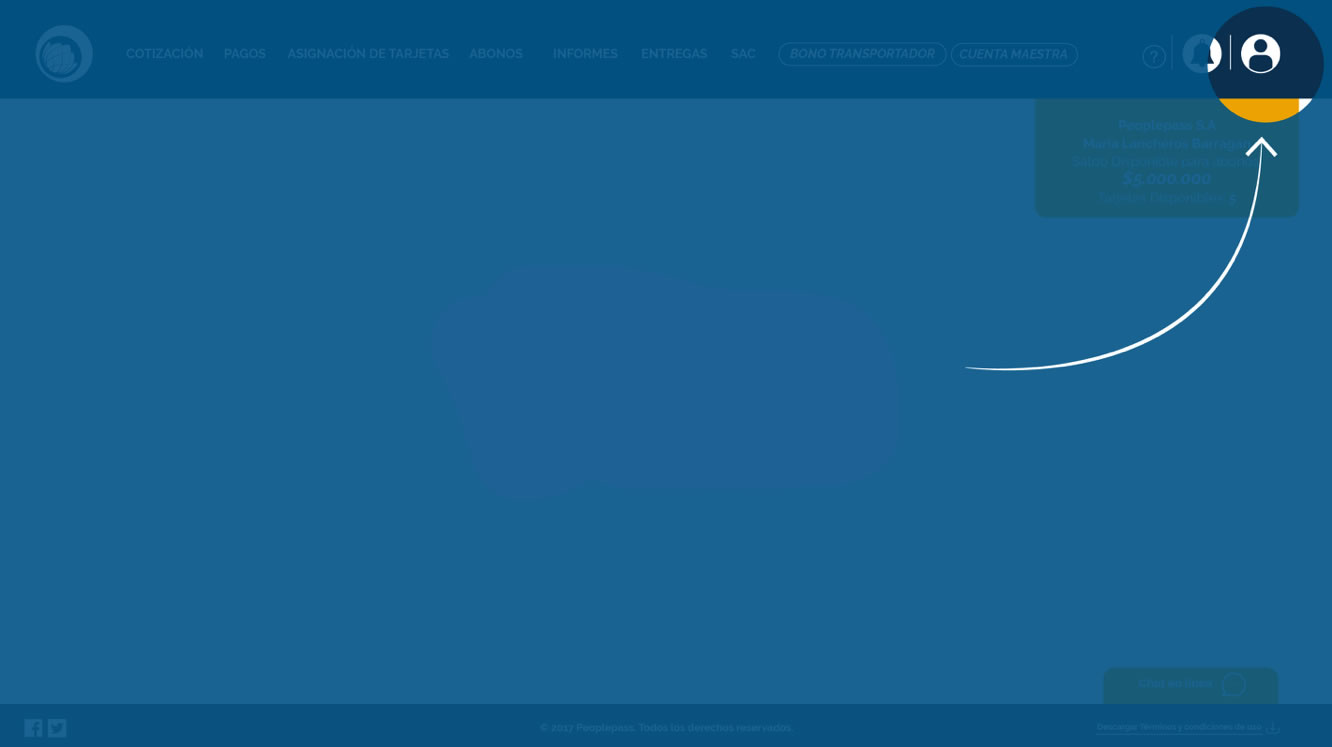 COTIZACIÓN PAGOS ASIGNACIÓN DE TARJETAS ABONOS INFORMES ENTREGAS SAC BONO TRANSPORTADOR CUENTA MAESTRA ?
Peoplepass S.A
Maria Lancheros Barragan
Saldo Disponible para abono
$5.000.000
Tarjetas Disponibles: 5
Chat en línea
© 2017 Peoplepass. Todos los derechos reservados.
Descargar Términos y condiciones de uso